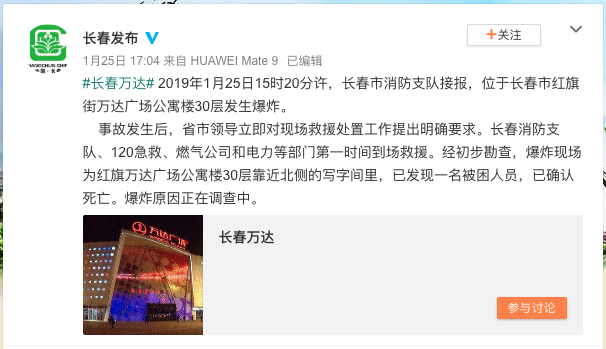 长春发布
+关注
1月25日 17:04 来自 HUAWEI Mate 9 已编辑
#长春万达# 2019年1月25日15时20分许，长春市消防支队接报，位于长春市红旗
街万达广场公寓楼30层发生爆炸。
事故发生后，省市领导立即对现场救援处置工作提出明确要求。长春消防支
队、120急救、燃气公司和电力等部门第一时间到场救援。经初步勘查，爆炸现场
为红旗万达广场公寓楼30层靠近北侧的写字间里，已发现一名被困人员，已确认
死亡。爆炸原因正在调查中。
万达广场
长春万达
参与讨论